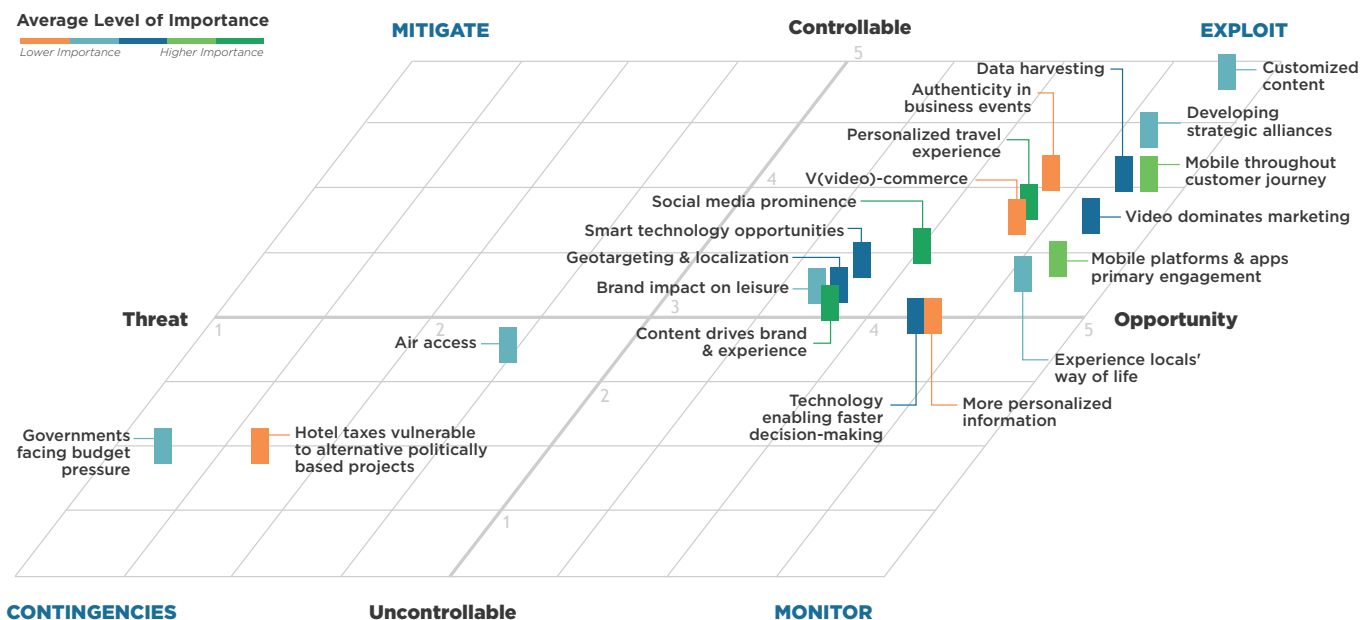 Average Level of Importance
Lower Importance
Higher Importance
MITIGATE
Controllable
EXPLOIT
5
Data harvesting
Customized
content
Authenticity in
business events
Developing
strategic alliances
Personalized travel
experience
Mobile throughout
customer journey
V(video)-commerce
4
Social media prominence
Video dominates marketing
Smart technology opportunities
Geotargeting & localization
Mobile platforms & apps
primary engagement
Brand impact on leisure
3
Threat
1
2
4
5
Opportunity
Air access
Content drives brand
& experience
Experience locals'
way of life
2
Technology
enabling faster
decision-making
More personalized
information
Governments
facing budget
pressure
Hotel taxes vulnerable
to alternative politically
based projects
1
CONTINGENCIES
Uncontrollable
MONITOR